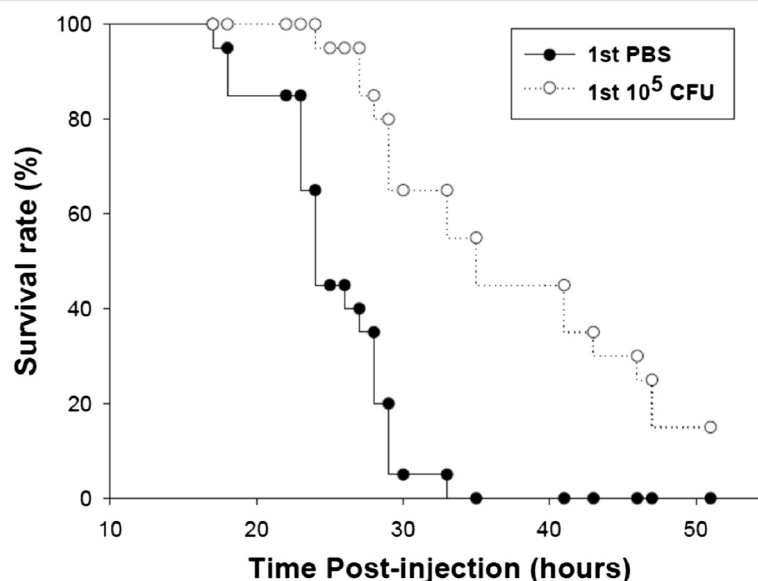 100
80
60
40
20
0
Survival rate (%)
1st PBS
1st 10⁵ CFU
10 20 30 40 50
Time Post-injection (hours)